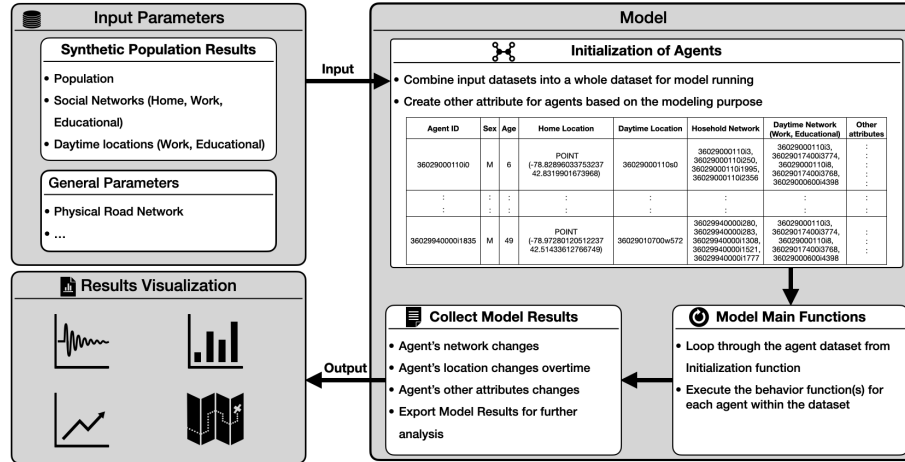 Input Parameters
Synthetic Population Results
• Population
• Social Networks (Home, Work,
Educational)
• Daytime locations (Work, Educational)
General Parameters
• Physical Road Network
• ...
Input
Model
Initialization of Agents
• Combine input datasets into a whole dataset for model running
• Create other attribute for agents based on the modeling purpose
Agent ID Sex Age Home Location Daytime Location Hosehold Network Daytime Network (Work, Educational) Other attributes
36029000110i0 M 6 POINT (-78.82896033753237 42.8319901673968) 36029000110s0 36029000110i3, 36029000110i250, 36029000110i1995, 36029000110i2356 36029000110i3, 36029017400i3774, 36029000110i8, 36029017400i3768, 36029000600i4398 : : : :
: : : : : : : :
: : : : : : : :
36029940000i1835 M 49 POINT (-78.97280120512237 42.51433612766749) 36029010700w572 36029940000i280, 36029940000i283, 36029940000i1308, 36029940000i1521, 36029940000i1777 36029000110i3, 36029017400i3774, 36029000110i8, 36029017400i3768, 36029000600i4398 : : : :
Model Main Functions
• Loop through the agent dataset from
Initialization function
• Execute the behavior function(s) for
each agent within the dataset
Collect Model Results
• Agent's network changes
• Agent's location changes overtime
• Agent's other attributes changes
• Export Model Results for further
analysis
Output
Results Visualization